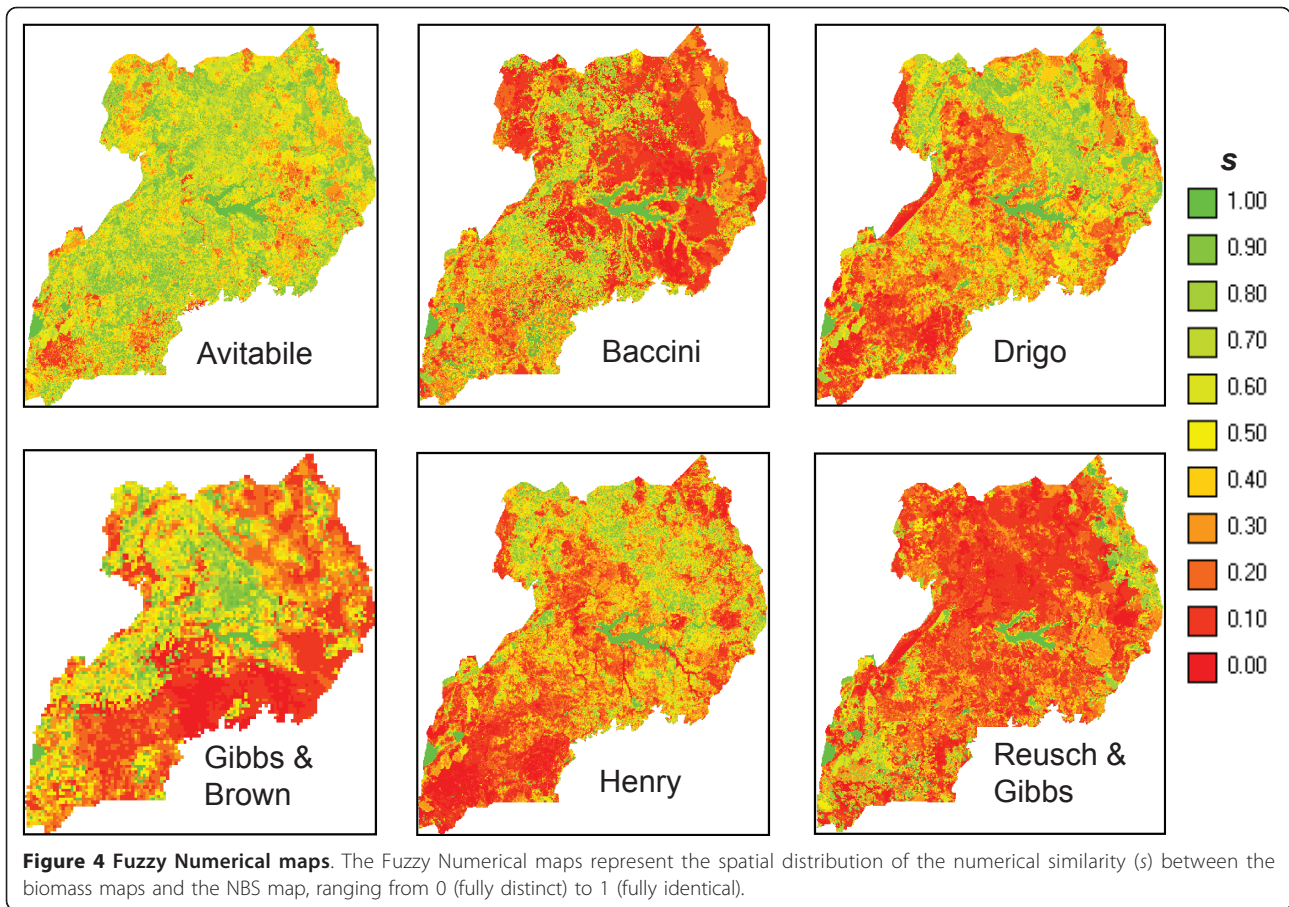 Avitabile
Baccini
Drigo
s
1.00
0.90
0.80
0.70
0.60
0.50
0.40
0.30
0.20
0.10
0.00
Gibbs &
Brown
Henry
Reusch &
Gibbs
Figure 4 Fuzzy Numerical maps. The Fuzzy Numerical maps represent the spatial distribution of the numerical similarity (s) between the
biomass maps and the NBS map, ranging from 0 (fully distinct) to 1 (fully identical).